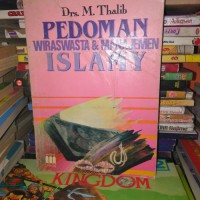 Drs. M. Thalib
PEDOMAN
WIRASWASTA & MANAJEMEN
ISLAMY
KINGDOM